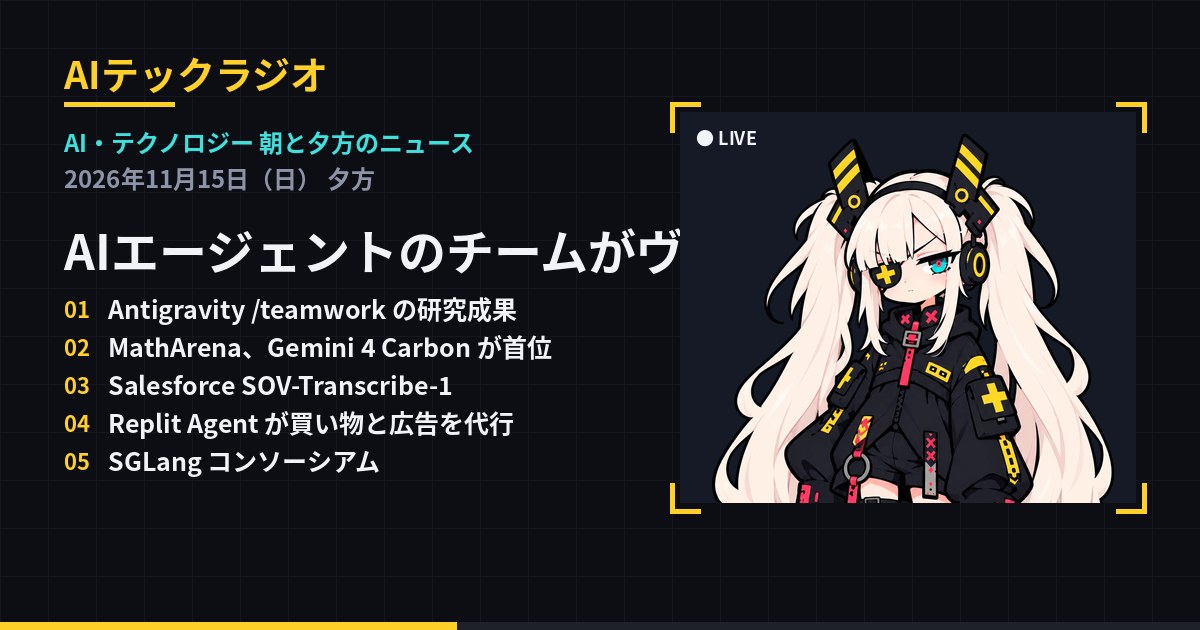 AIテックラジオ
AI・テクノロジー 朝と夕方のニュース
2026年11月15日（日） 夕方
AIエージェントのチームがヴ
01 Antigravity /teamwork の研究成果
02 MathArena、Gemini 4 Carbon が首位
03 Salesforce SOV-Transcribe-1
04 Replit Agent が買い物と広告を代行
05 SGLang コンソーシアム
LIVE